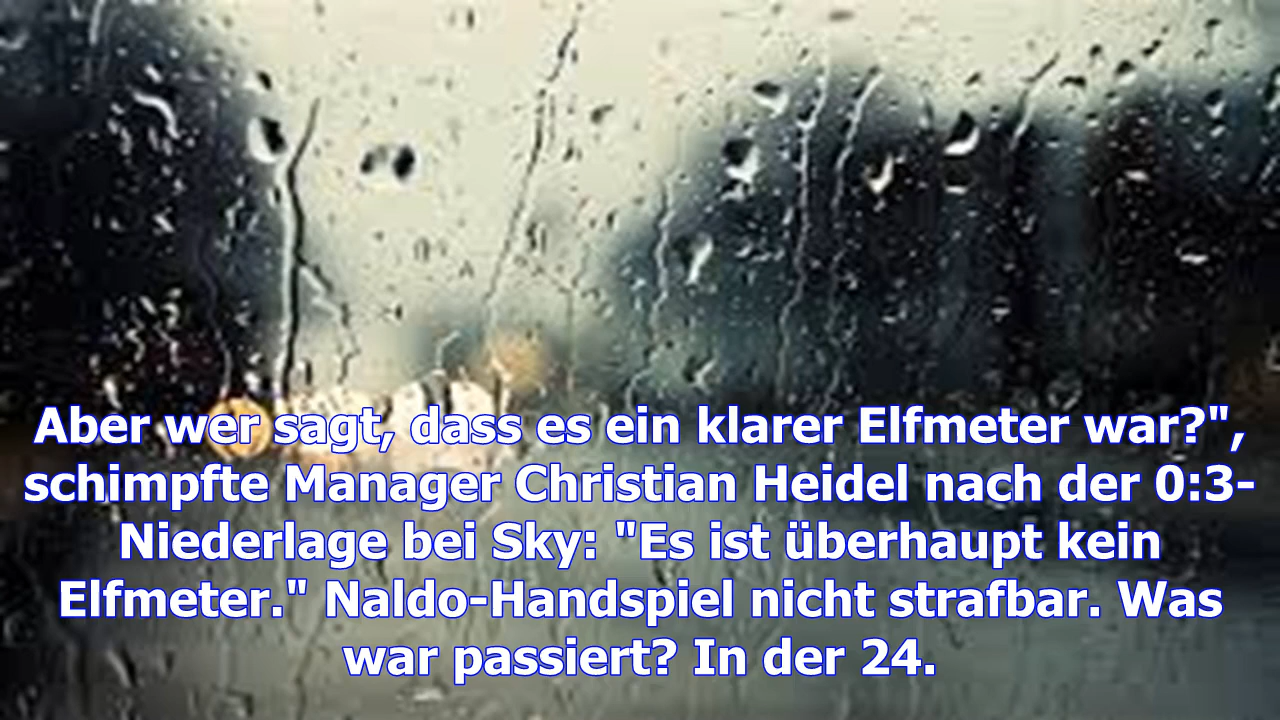 Aber wer sagt, dass es ein klarer Elfmeter war?",
schimpfte Manager Christian Heidel nach der 0:3-
Niederlage bei Sky: "Es ist überhaupt kein
Elfmeter." Naldo-Handspiel nicht strafbar. Was
war passiert? In der 24.